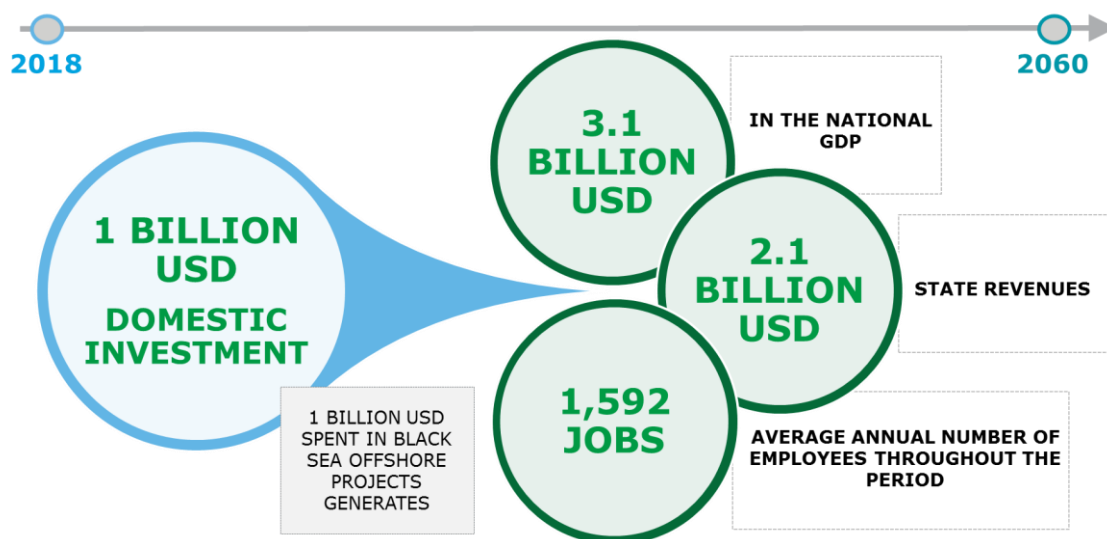 2018
2060
1 BILLION
USD
DOMESTIC
INVESTMENT
1 BILLION USD
SPENT IN BLACK
SEA OFFSHORE
PROJECTS
GENERATES
3.1
BILLION
USD
IN THE NATIONAL
GDP
2.1
BILLION
USD
STATE REVENUES
1,592
JOBS
AVERAGE ANNUAL NUMBER OF
EMPLOYEES THROUGHOUT THE
PERIOD